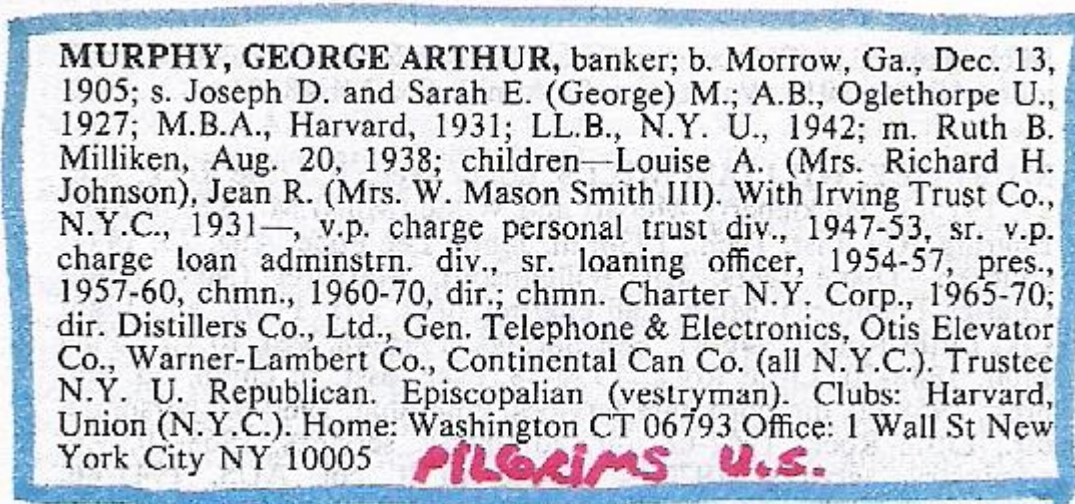 MURPHY, GEORGE ARTHUR, banker; b. Morrow, Ga., Dec. 13,
1905; s. Joseph D. and Sarah E. (George) M.; A.B., Oglethorpe U.,
1927; M.B.A., Harvard, 1931; LL.B., N.Y. U., 1942; m. Ruth B.
Milliken, Aug. 20, 1938; children—Louise A. (Mrs. Richard H.
Johnson), Jean R. (Mrs. W. Mason Smith III). With Irving Trust Co.,
N.Y.C., 1931—, v.p. charge personal trust div., 1947-53, sr. v.p.
charge loan adminstrn. div., sr. loaning officer, 1954-57, pres.,
1957-60, chmn., 1960-70, dir.; chmn. Charter N.Y. Corp., 1965-70;
dir. Distillers Co., Ltd., Gen. Telephone & Electronics, Otis Elevator
Co., Warner-Lambert Co., Continental Can Co. (all N.Y.C.). Trustee
N.Y. U. Republican. Episcopalian (vestryman). Clubs: Harvard,
Union (N.Y.C.). Home: Washington CT 06793 Office: 1 Wall St New
York City NY 10005 PILGRIMS U.S.